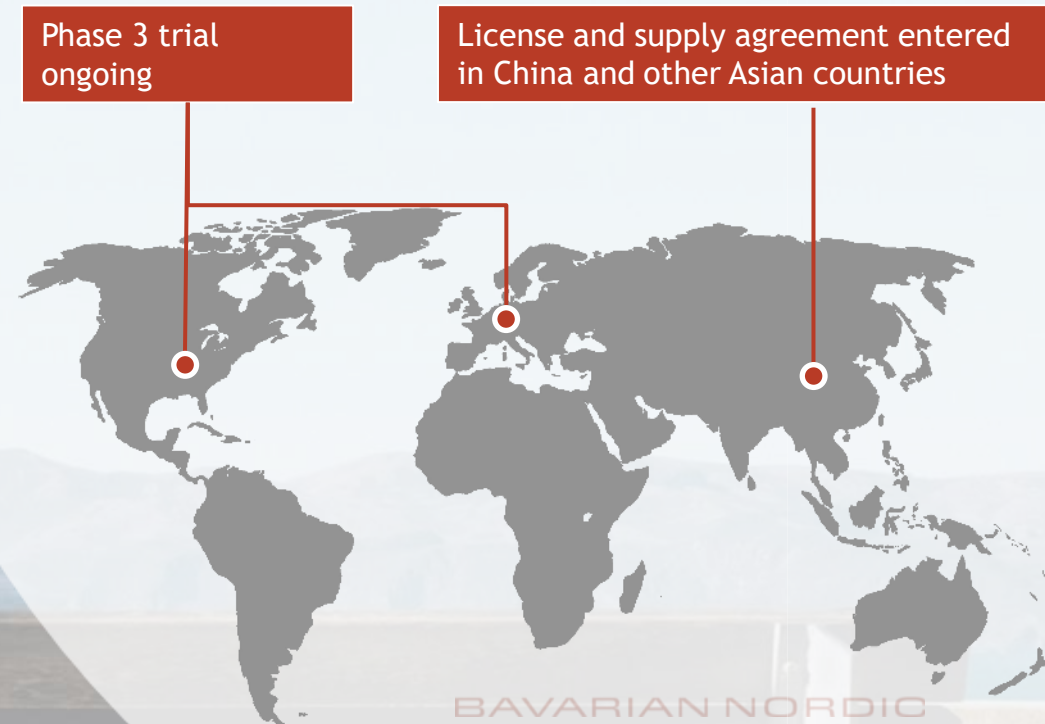 Phase 3 trial
ongoing
License and supply agreement entered
in China and other Asian countries
BAVARIAN NORDIC